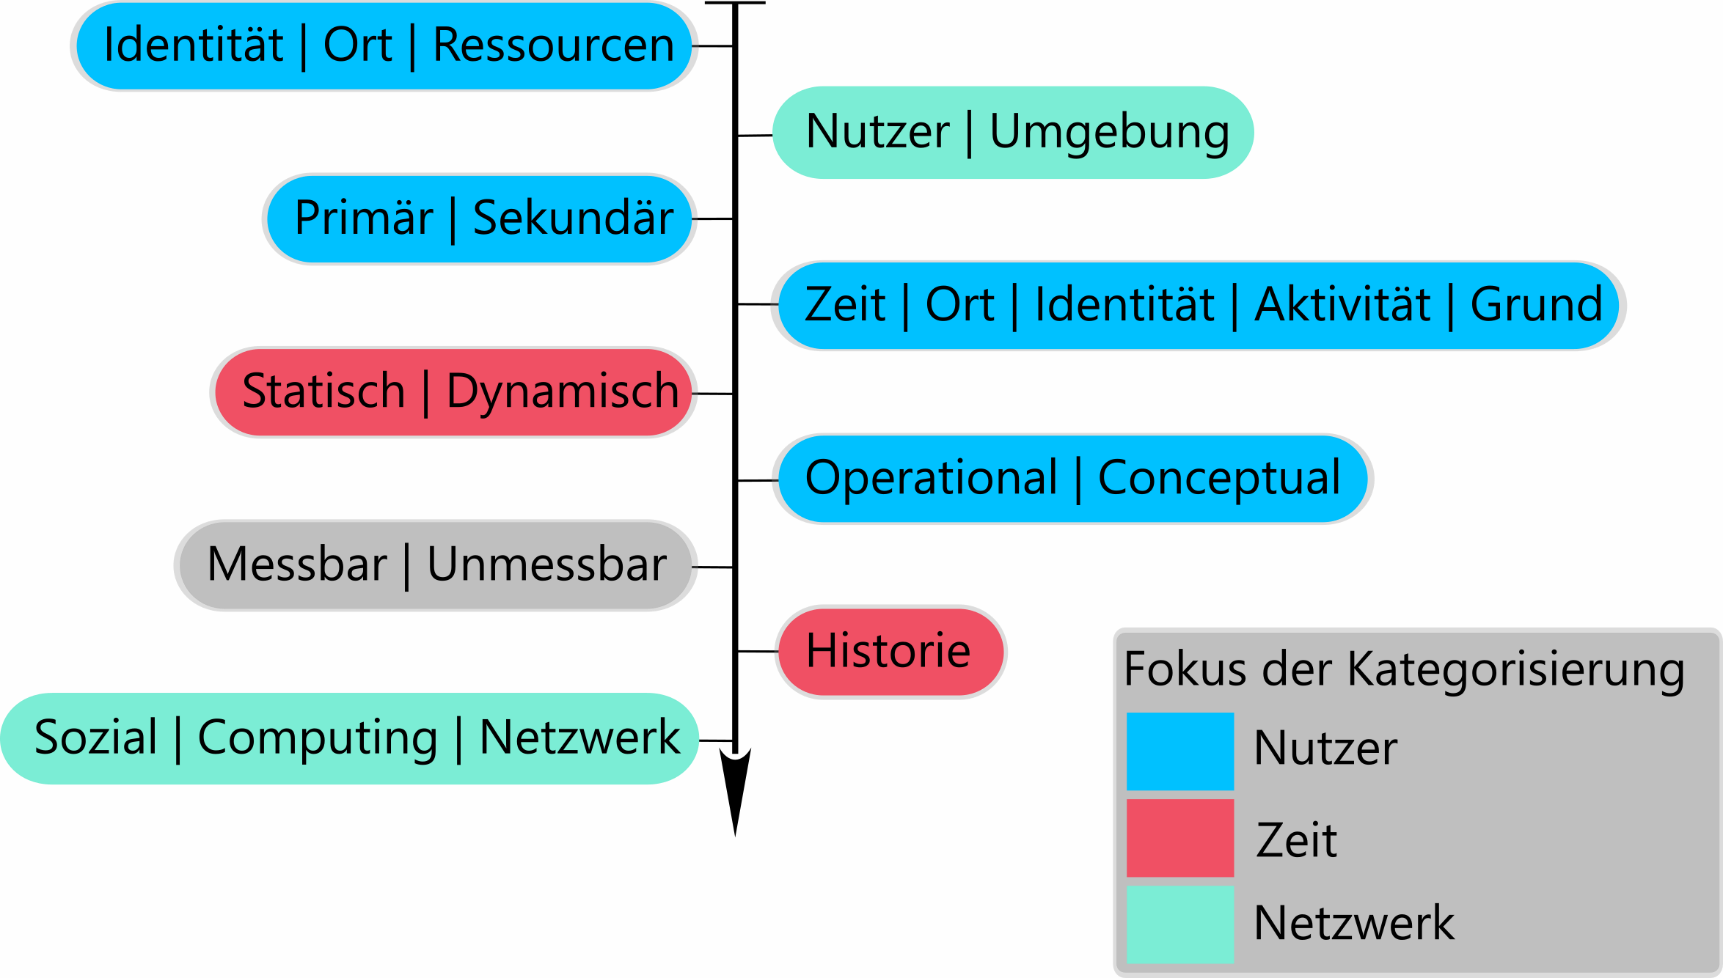 Identität | Ort | Ressourcen
Nutzer | Umgebung
Primär | Sekundär
Zeit | Ort | Identität | Aktivität | Grund
Statisch | Dynamisch
Operational | Conceptual
Messbar | Unmessbar
Historie
Sozial | Computing | Netzwerk
Fokus der Kategorisierung
Nutzer
Zeit
Netzwerk